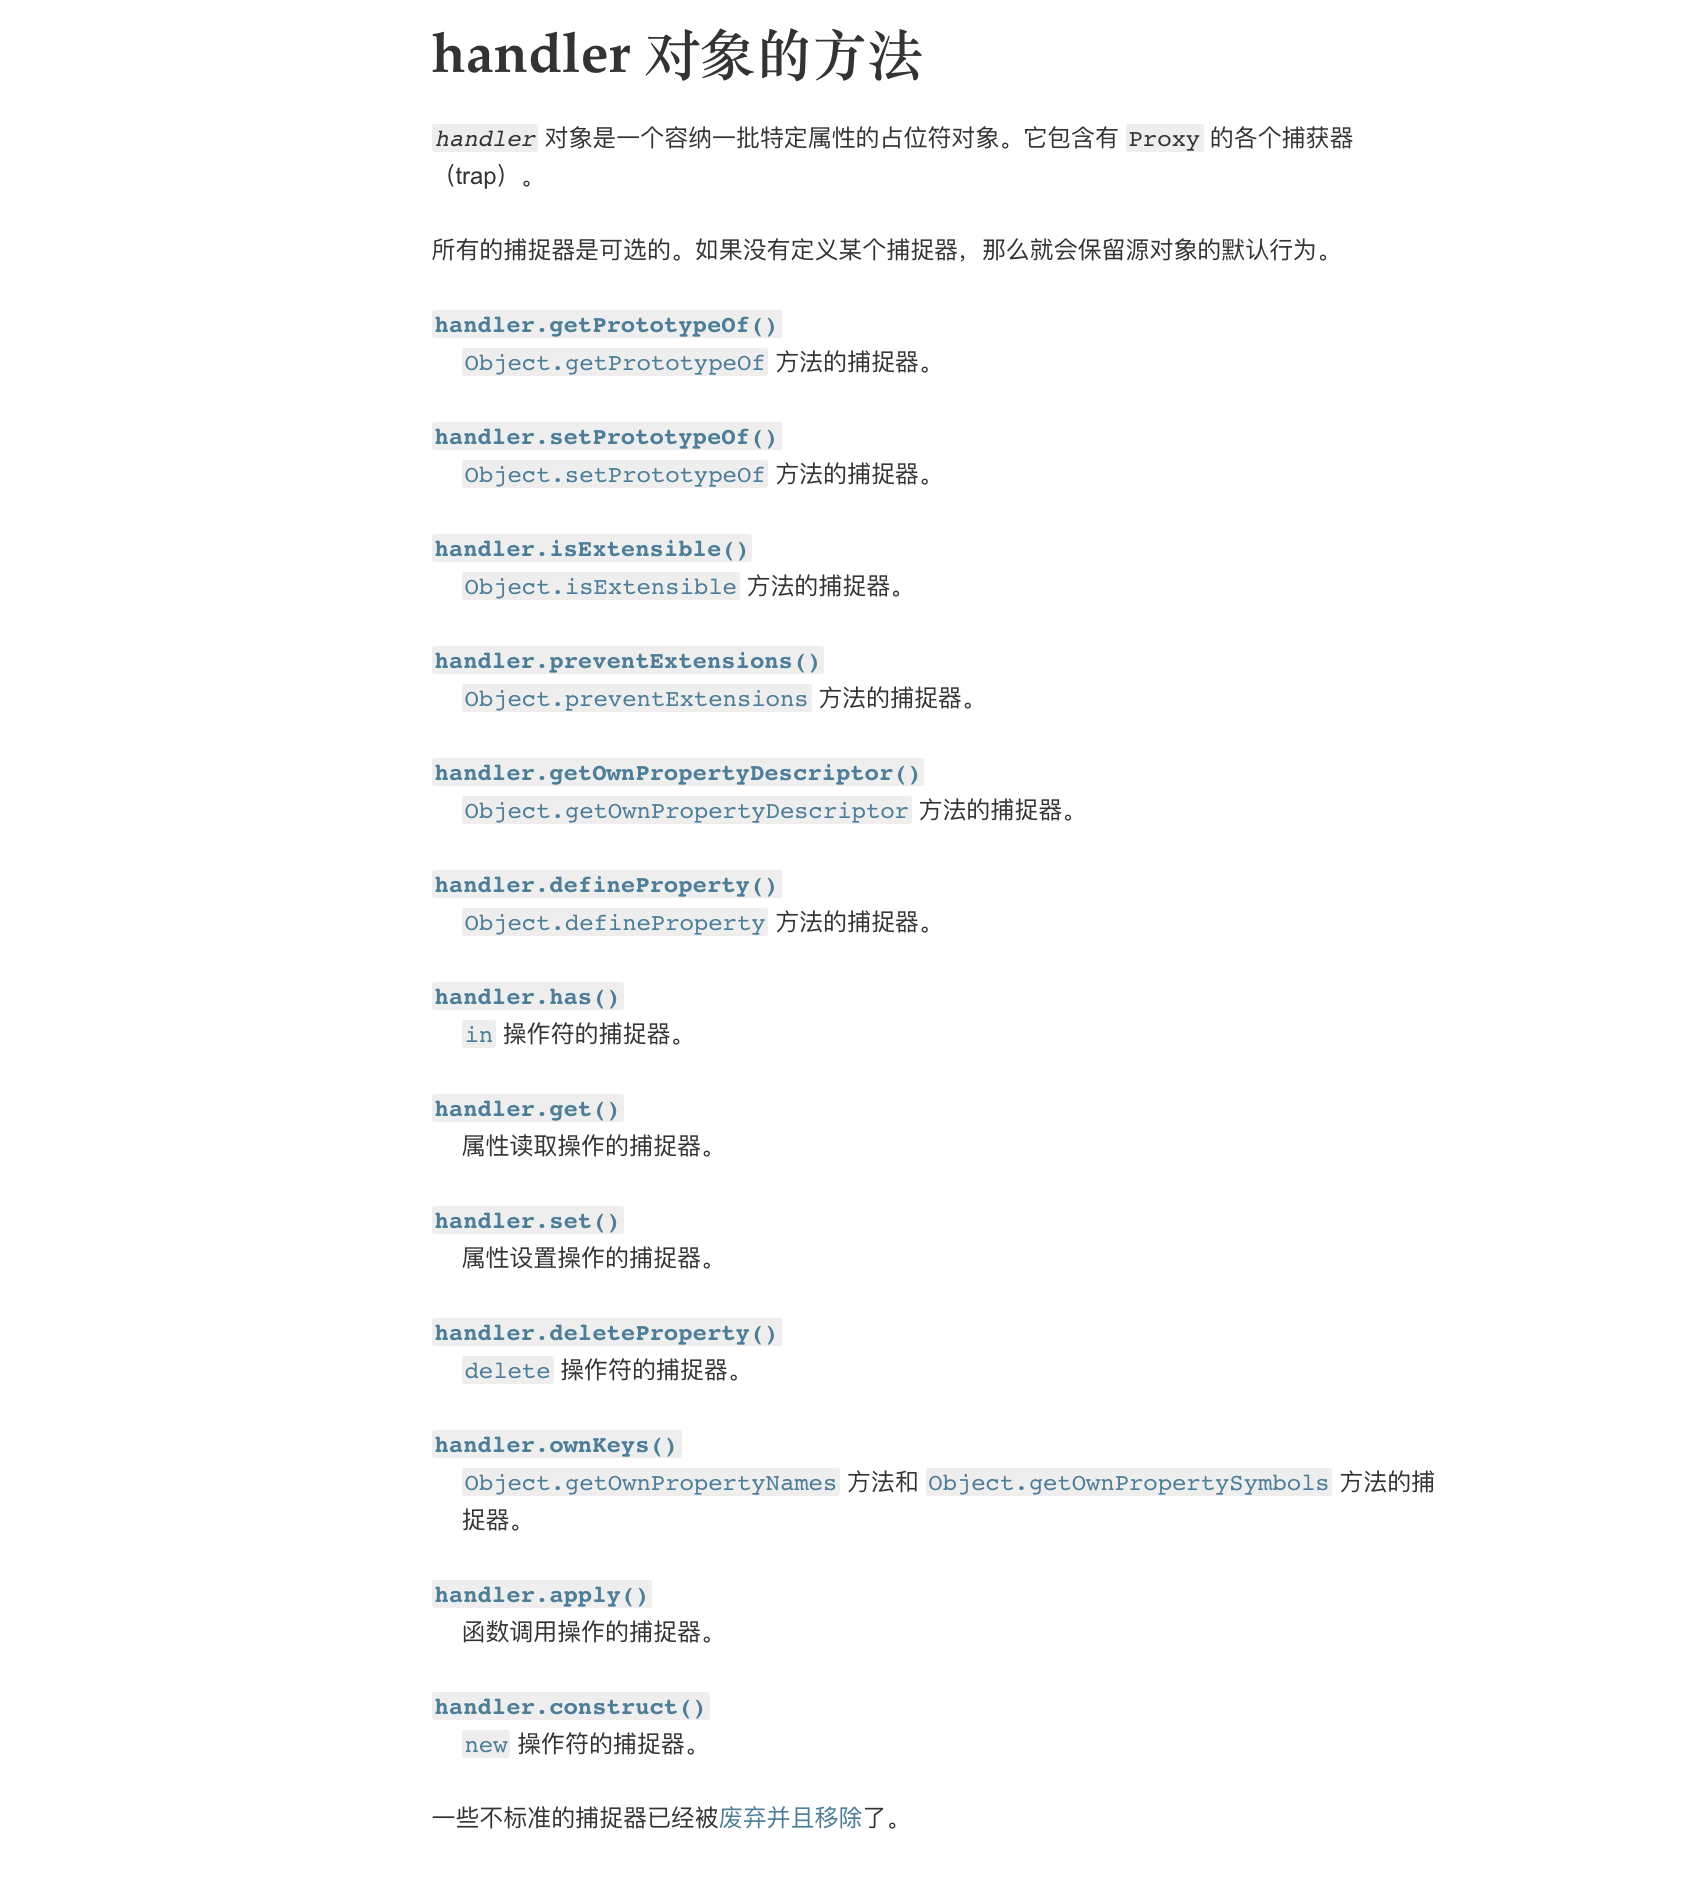 handler 对象的方法
handler 对象是一个容纳一批特定属性的占位符对象。它包含有 Proxy 的各个捕获器
（trap）。
所有的捕捉器是可选的。如果没有定义某个捕捉器，那么就会保留源对象的默认行为。
handler.getPrototypeOf()
Object.getPrototypeOf 方法的捕捉器。
handler.setPrototypeOf()
Object.setPrototypeOf 方法的捕捉器。
handler.isExtensible()
Object.isExtensible 方法的捕捉器。
handler.preventExtensions()
Object.preventExtensions 方法的捕捉器。
handler.getOwnPropertyDescriptor()
Object.getOwnPropertyDescriptor 方法的捕捉器。
handler.defineProperty()
Object.defineProperty 方法的捕捉器。
handler.has()
in 操作符的捕捉器。
handler.get()
属性读取操作的捕捉器。
handler.set()
属性设置操作的捕捉器。
handler.deleteProperty()
delete 操作符的捕捉器。
handler.ownKeys()
Object.getOwnPropertyNames 方法和 Object.getOwnPropertySymbols 方法的捕
捉器。
handler.apply()
函数调用操作的捕捉器。
handler.construct()
new 操作符的捕捉器。
一些不标准的捕捉器已经被废弃并且移除了。